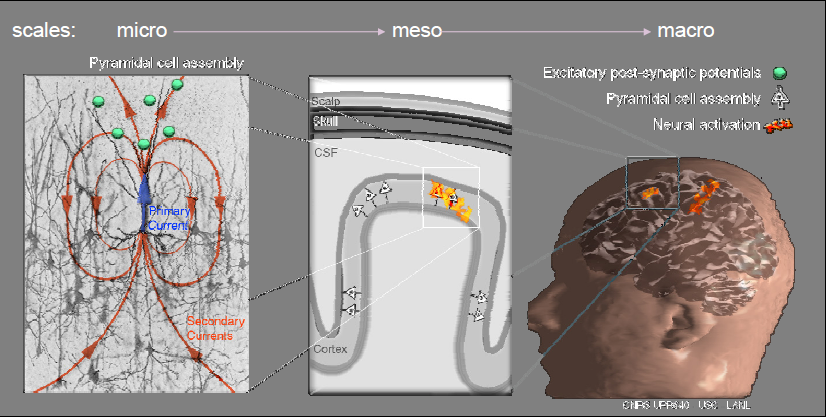 scales: micro meso macro
Pyramidal cell assembly
Excitatory post-synaptic potentials
Pyramidal cell assembly
Neural activation
Primary
Current
Secondary
Currents
Scalp
Skull
CSF
Cortex
CNRS UPR640 USC LANL